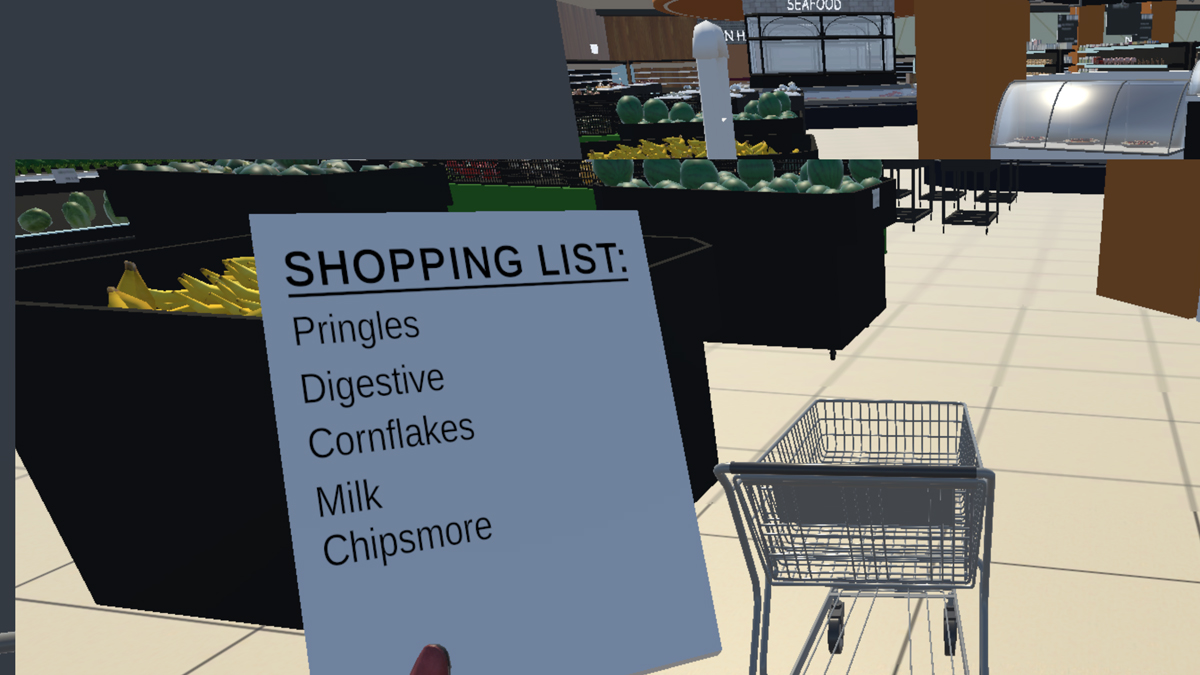 SEAFOOD
SHOPPING LIST:
Pringles
Digestive
Cornflakes
Milk
Chipsmore